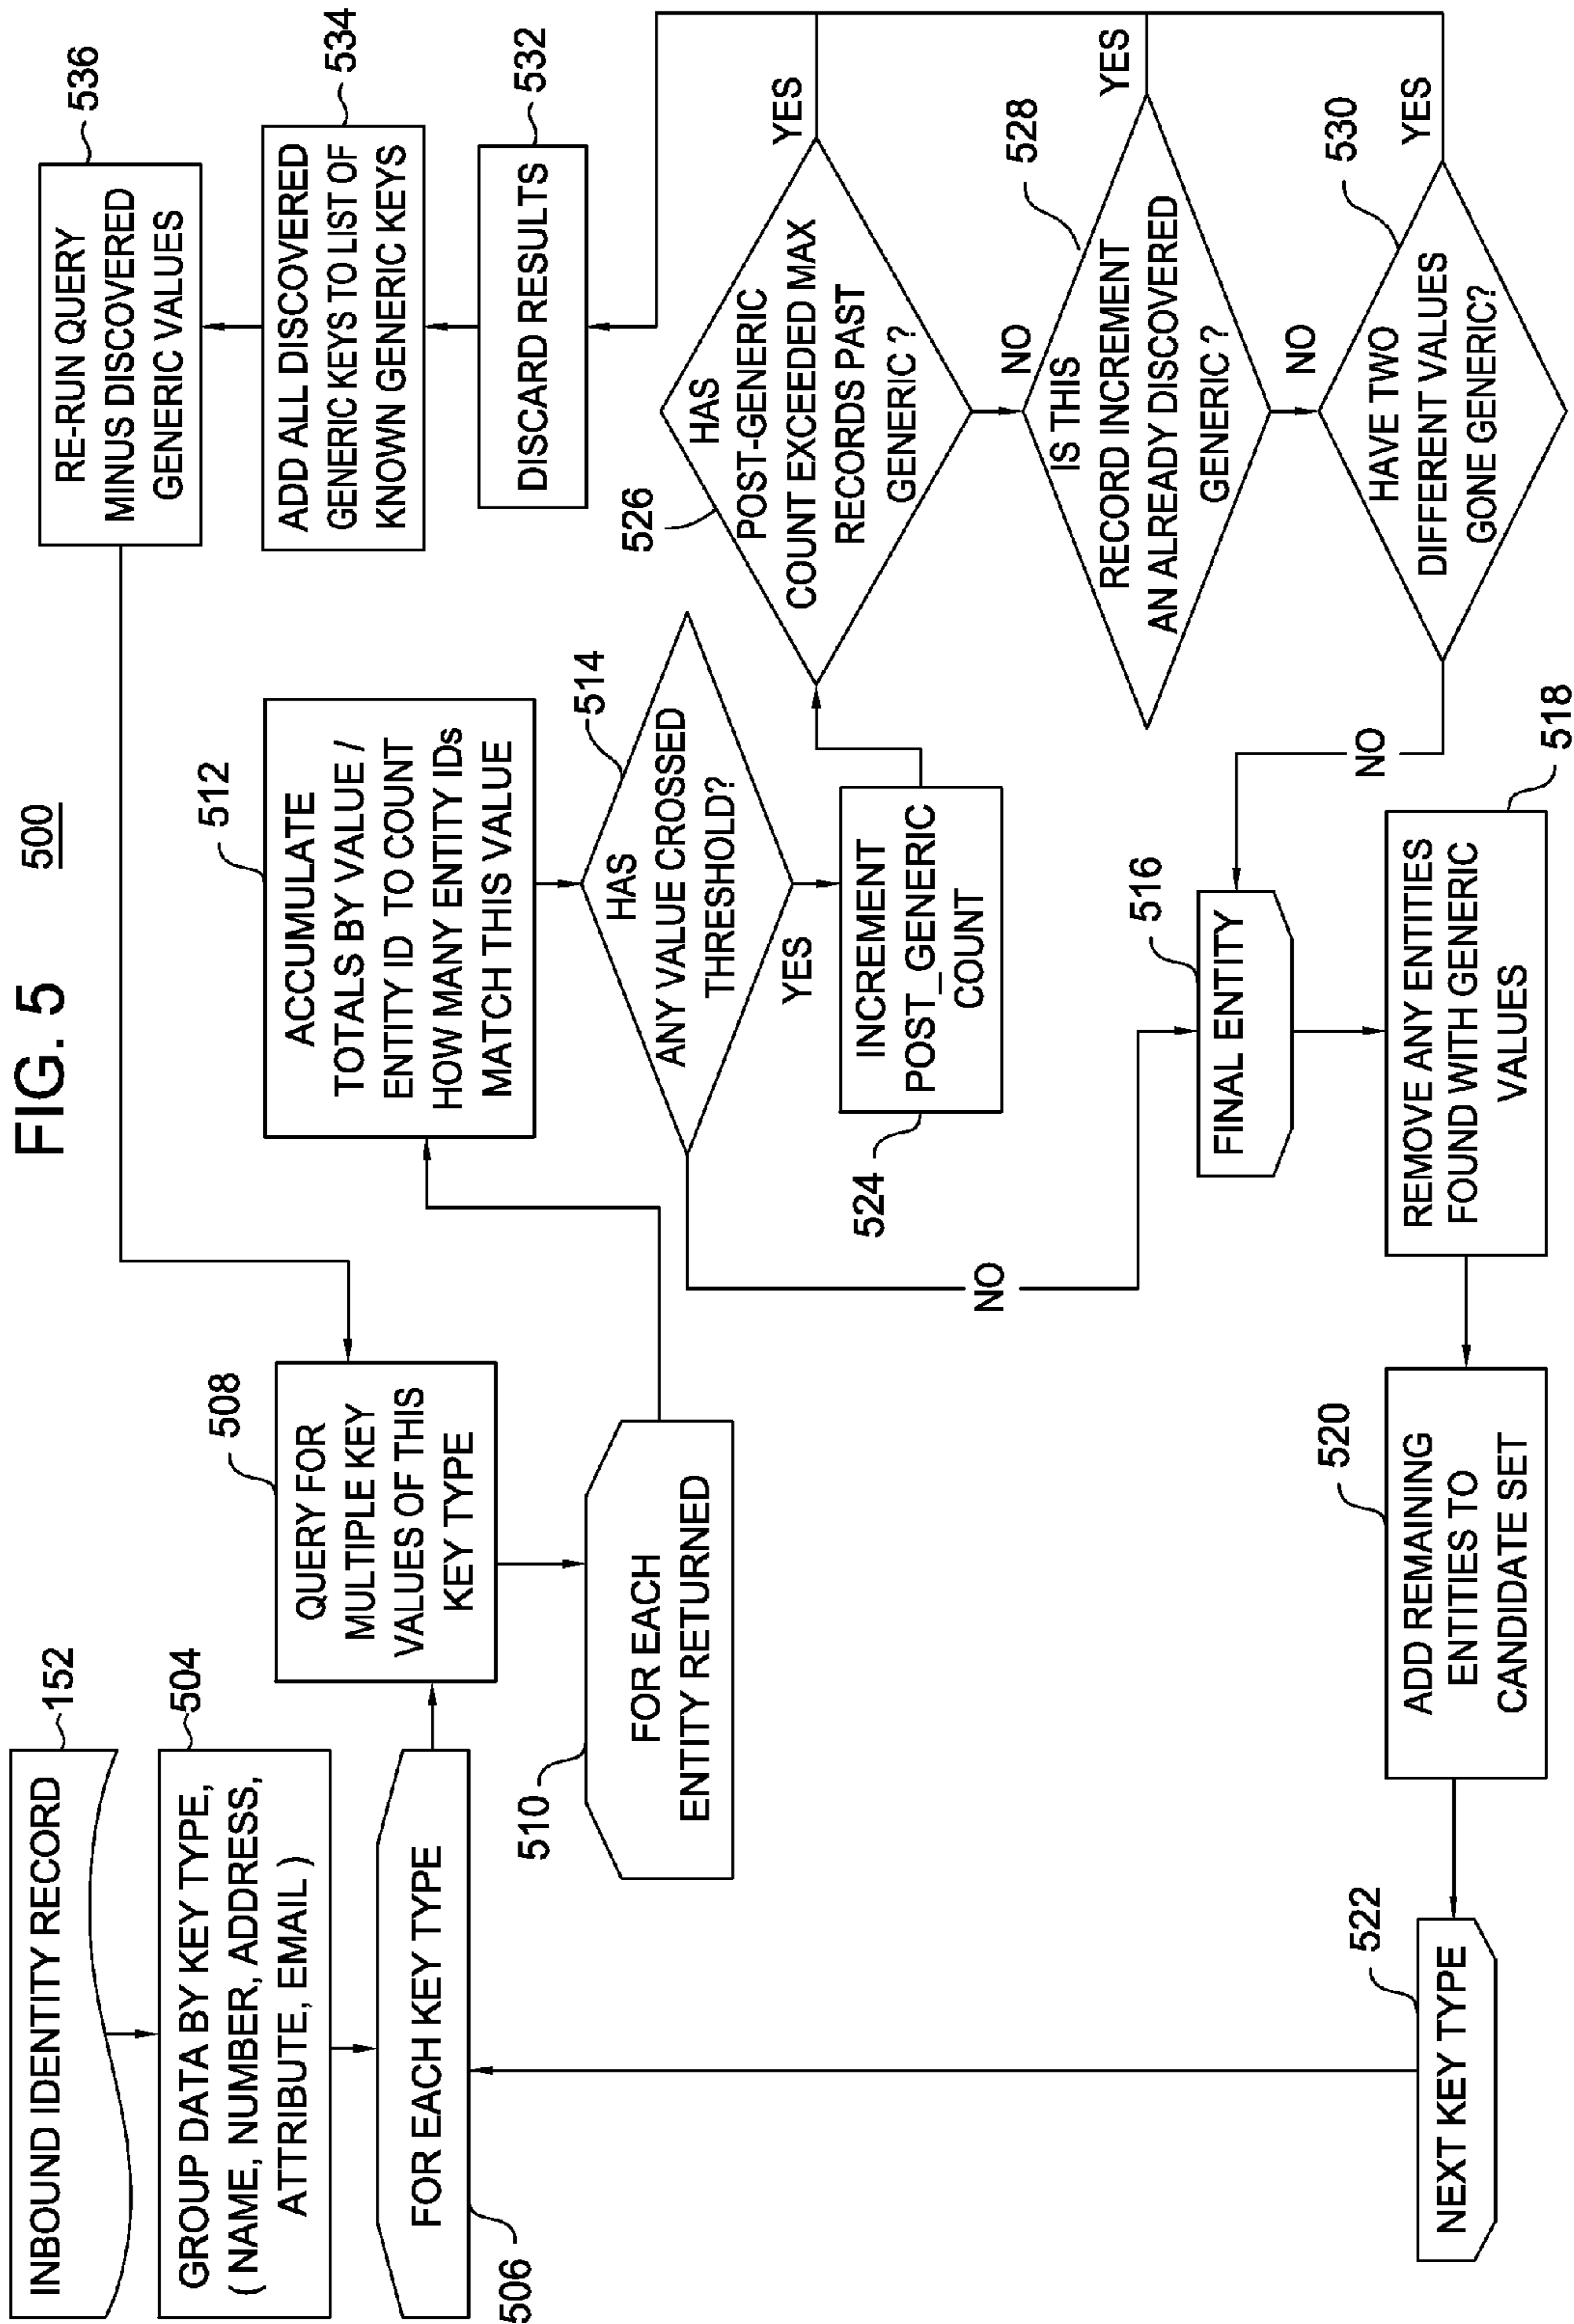 FIG. 5
500
INBOUND IDENTITY RECORD
152
GROUP DATA BY KEY TYPE,
( NAME, NUMBER, ADDRESS,
ATTRIBUTE, EMAIL )
504
FOR EACH KEY TYPE
506
QUERY FOR
MULTIPLE KEY
VALUES OF THIS
KEY TYPE
508
FOR EACH
ENTITY RETURNED
510
ACCUMULATE
TOTALS BY VALUE /
ENTITY ID TO COUNT
HOW MANY ENTITY IDs
MATCH THIS VALUE
512
HAS
ANY VALUE CROSSED
THRESHOLD?
514
YES
NO
INCREMENT
POST_GENERIC
COUNT
524
FINAL ENTITY
516
REMOVE ANY ENTITIES
FOUND WITH GENERIC
VALUES
518
ADD REMAINING
ENTITIES TO
CANDIDATE SET
520
NEXT KEY TYPE
522
HAS
POST-GENERIC
COUNT EXCEEDED MAX
RECORDS PAST
GENERIC ?
526
YES
NO
IS THIS
RECORD INCREMENT
AN ALREADY DISCOVERED
GENERIC ?
528
YES
NO
HAVE TWO
DIFFERENT VALUES
GONE GENERIC?
530
YES
NO
DISCARD RESULTS
532
ADD ALL DISCOVERED
GENERIC KEYS TO LIST OF
KNOWN GENERIC KEYS
534
RE-RUN QUERY
MINUS DISCOVERED
GENERIC VALUES
536